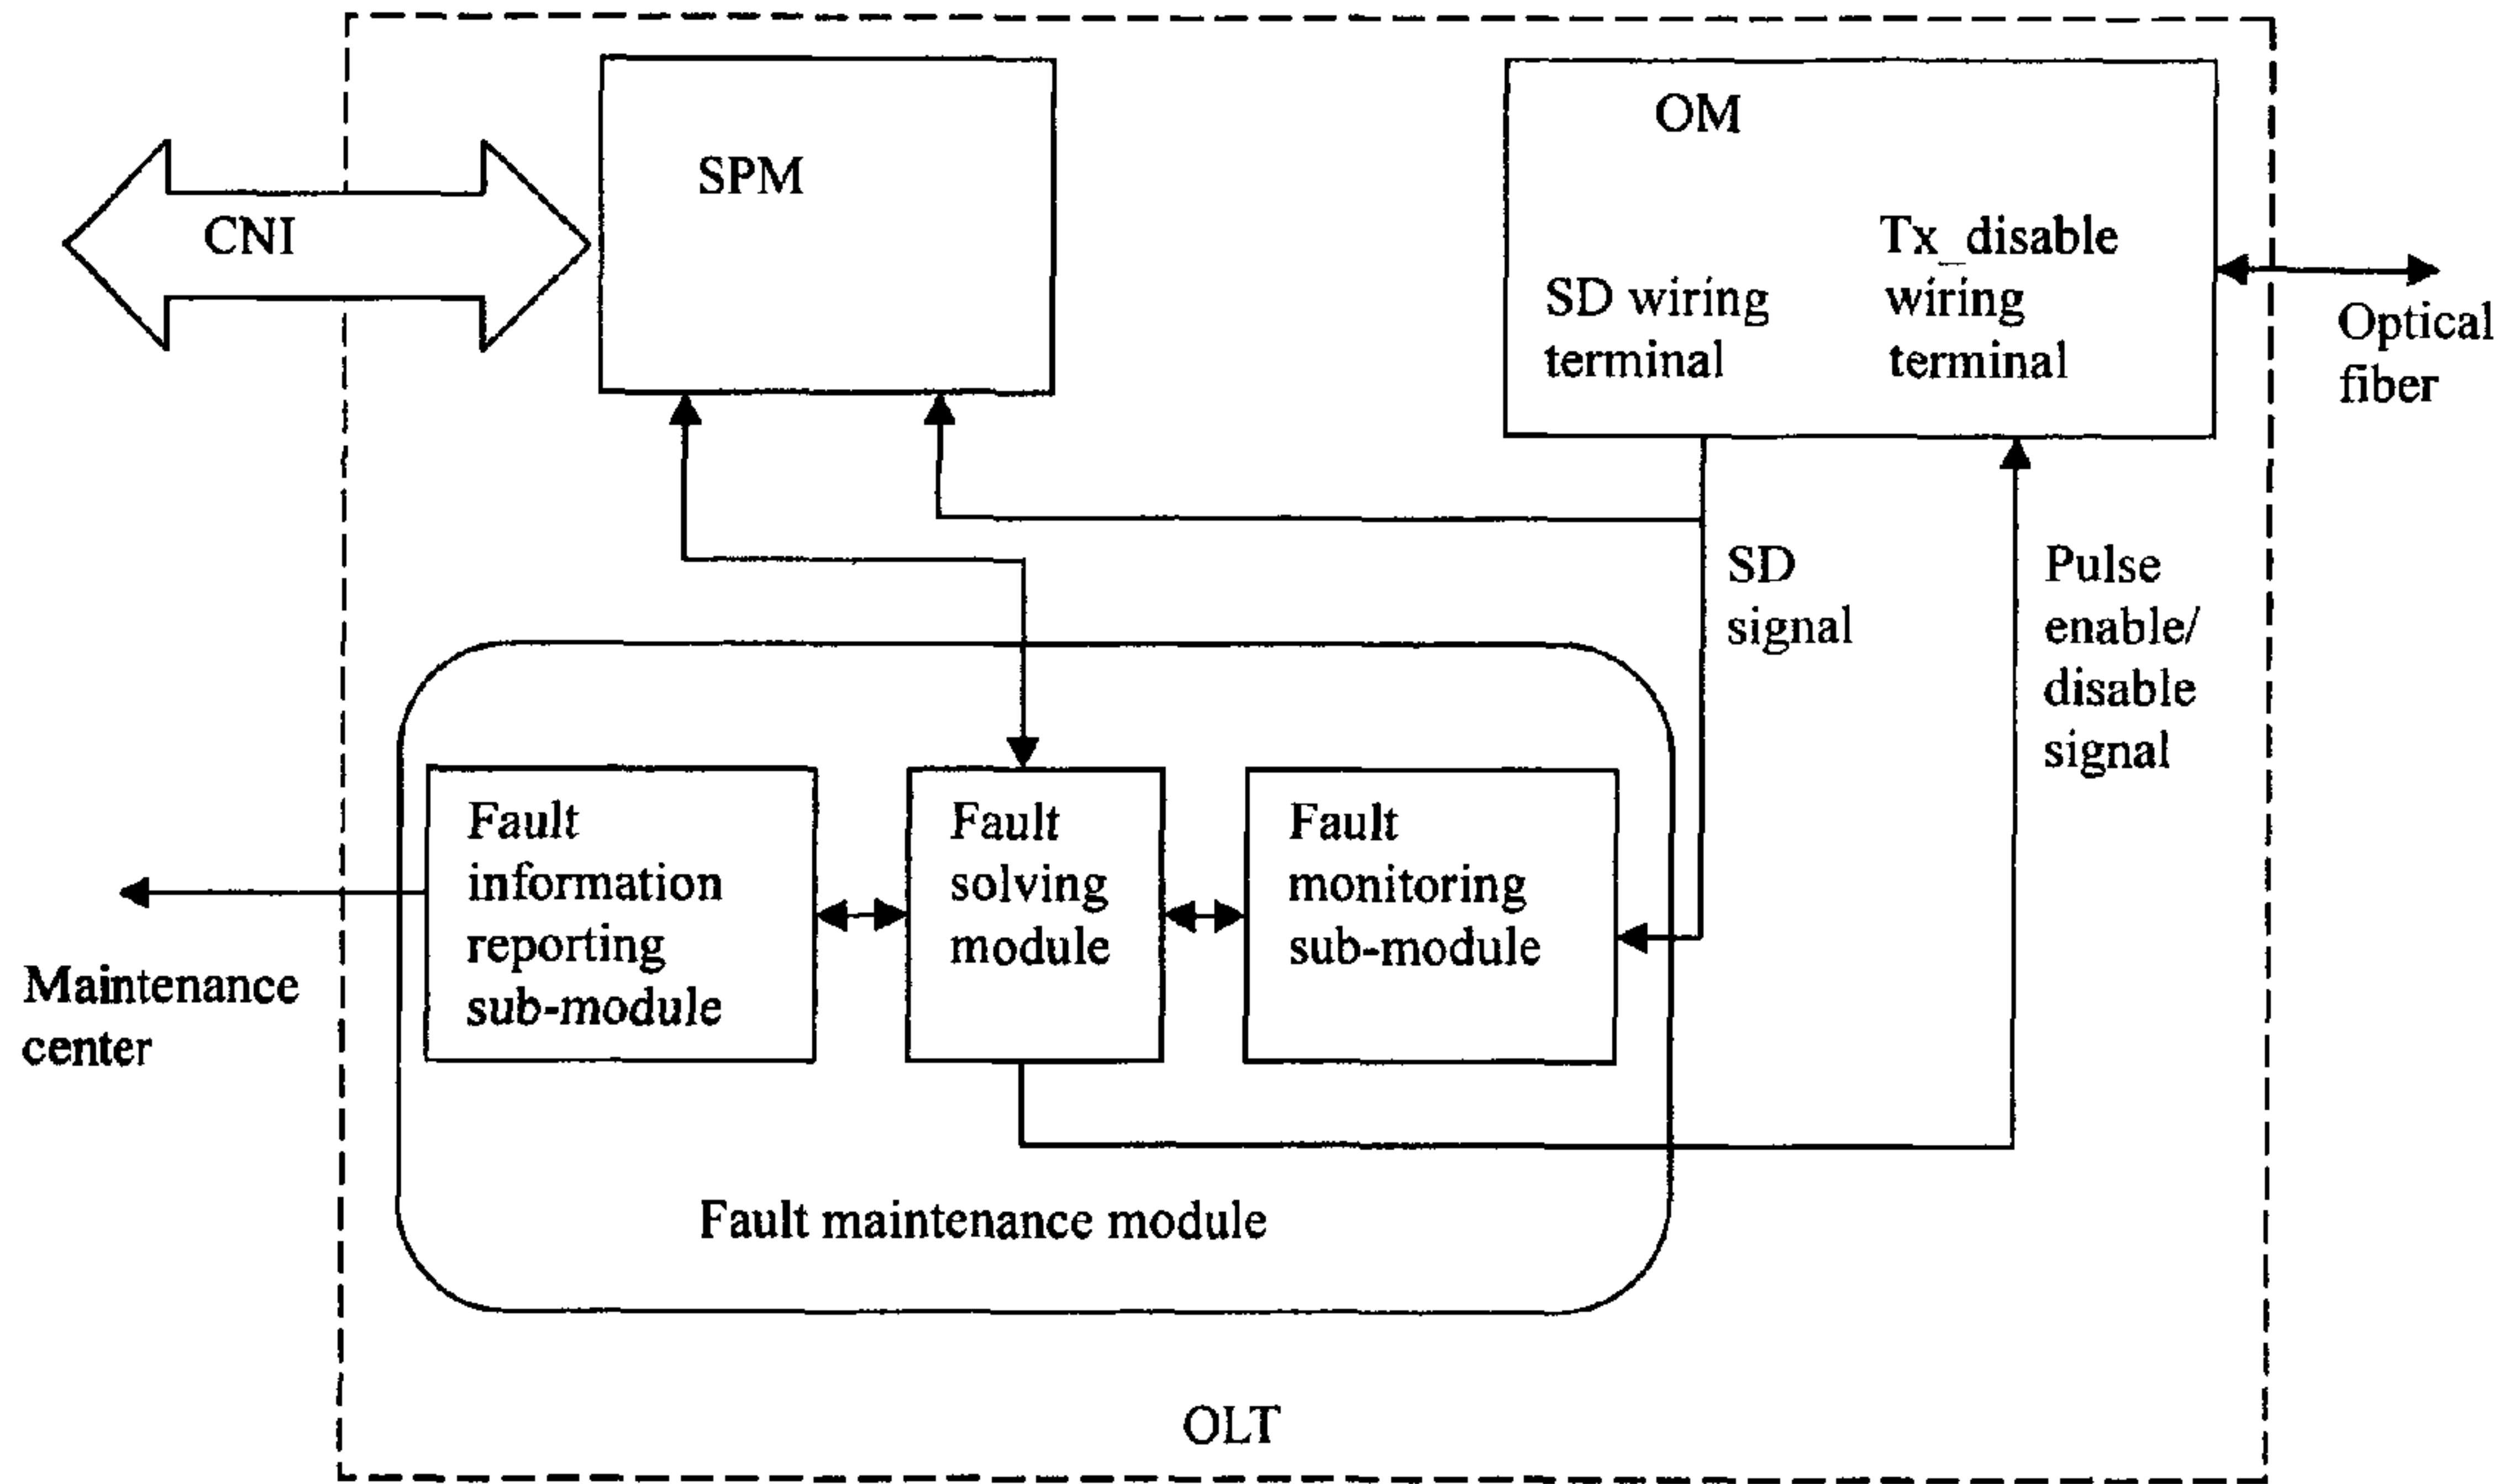 OM
SPM
CNI
Tx_disable
wiring
terminal
SD wiring
terminal
Optical
fiber
SD
signal
Pulse
enable/
disable
signal
Fault
information
reporting
sub-module
Fault
solving
module
Fault
monitoring
sub-module
Maintenance
center
Fault maintenance module
OLT